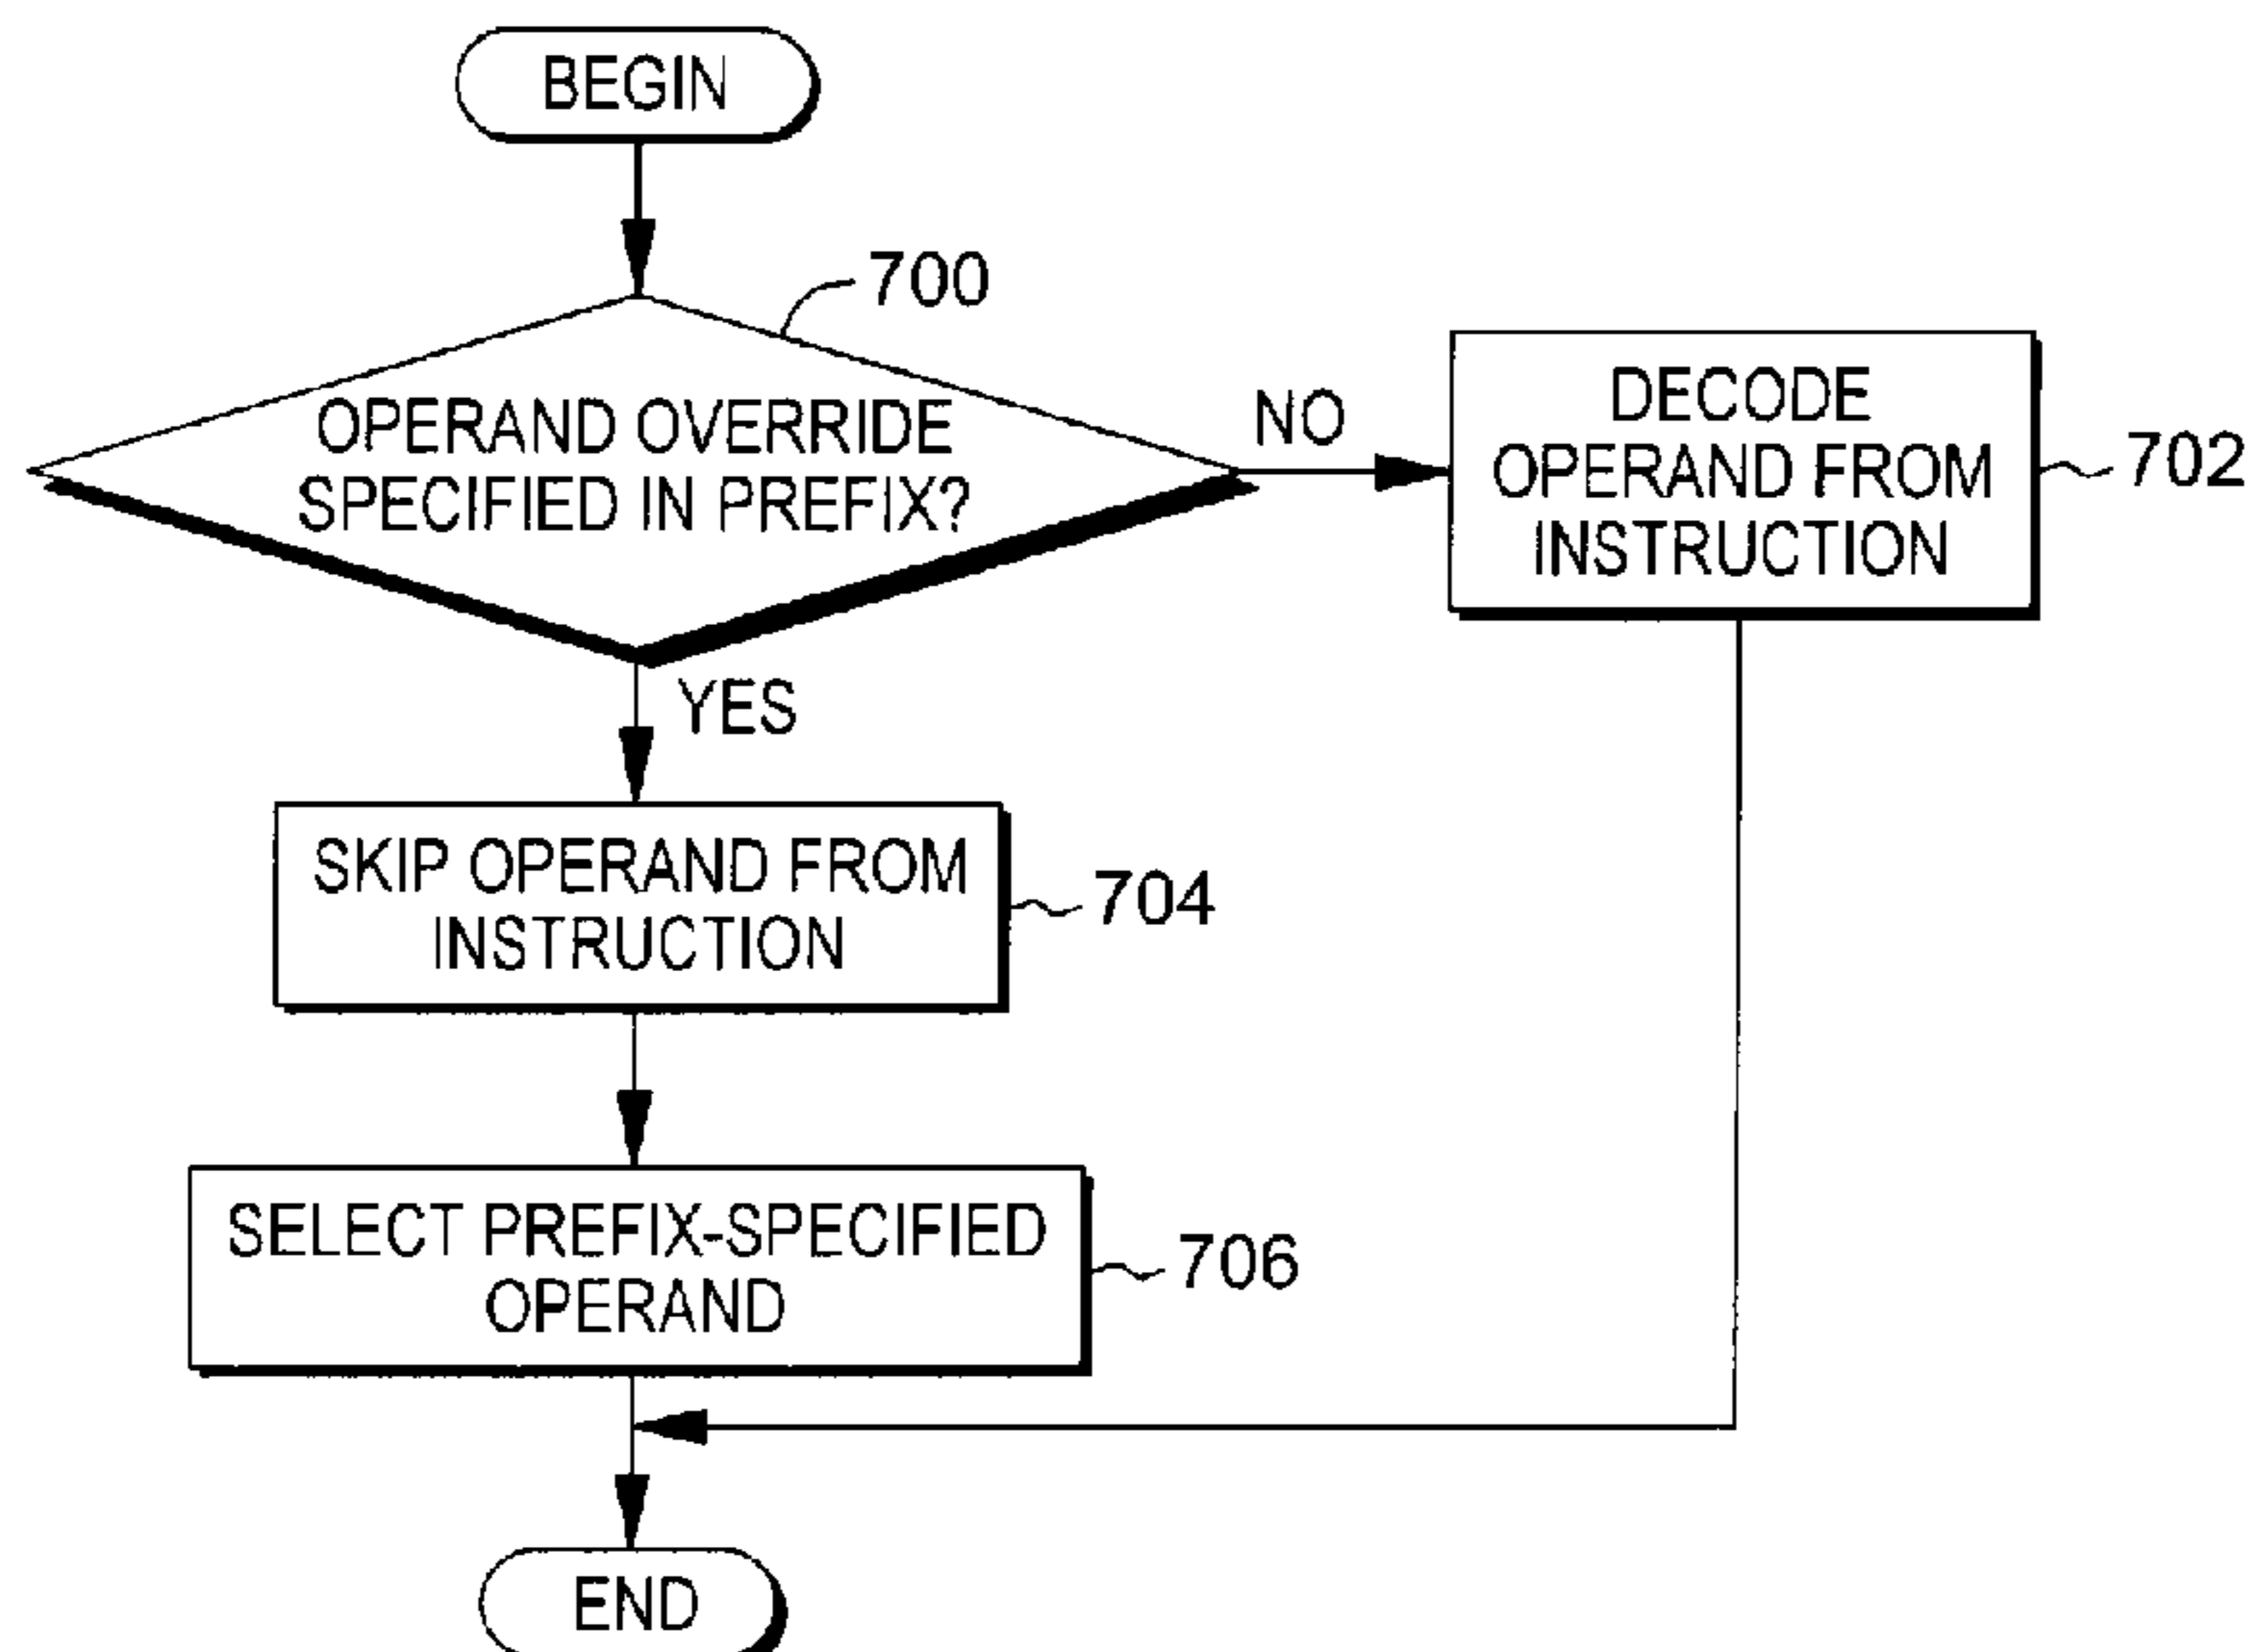 BEGIN
700
OPERAND OVERRIDE
SPECIFIED IN PREFIX?
NO
DECODE
OPERAND FROM
INSTRUCTION
702
YES
SKIP OPERAND FROM
INSTRUCTION
704
SELECT PREFIX-SPECIFIED
OPERAND
706
END